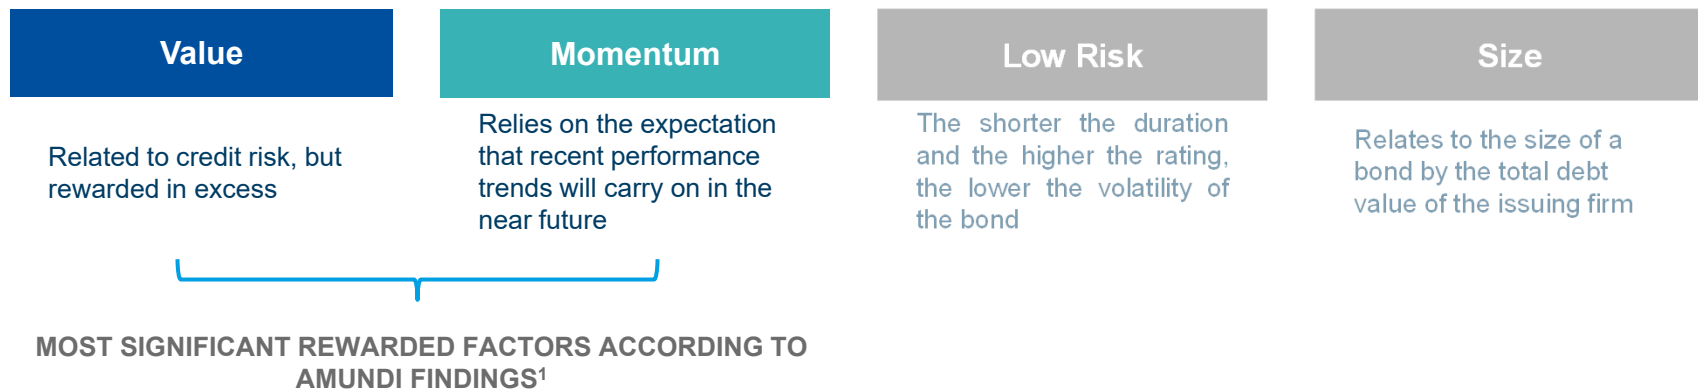 Value
Related to credit risk, but
rewarded in excess
Momentum
Relies on the expectation
that recent performance
trends will carry on in the
near future
Low Risk
The shorter the duration
and the higher the rating,
the lower the volatility of
the bond
Size
Relates to the size of a
bond by the total debt
value of the issuing firm
MOST SIGNIFICANT REWARDED FACTORS ACCORDING TO
AMUNDI FINDINGS¹